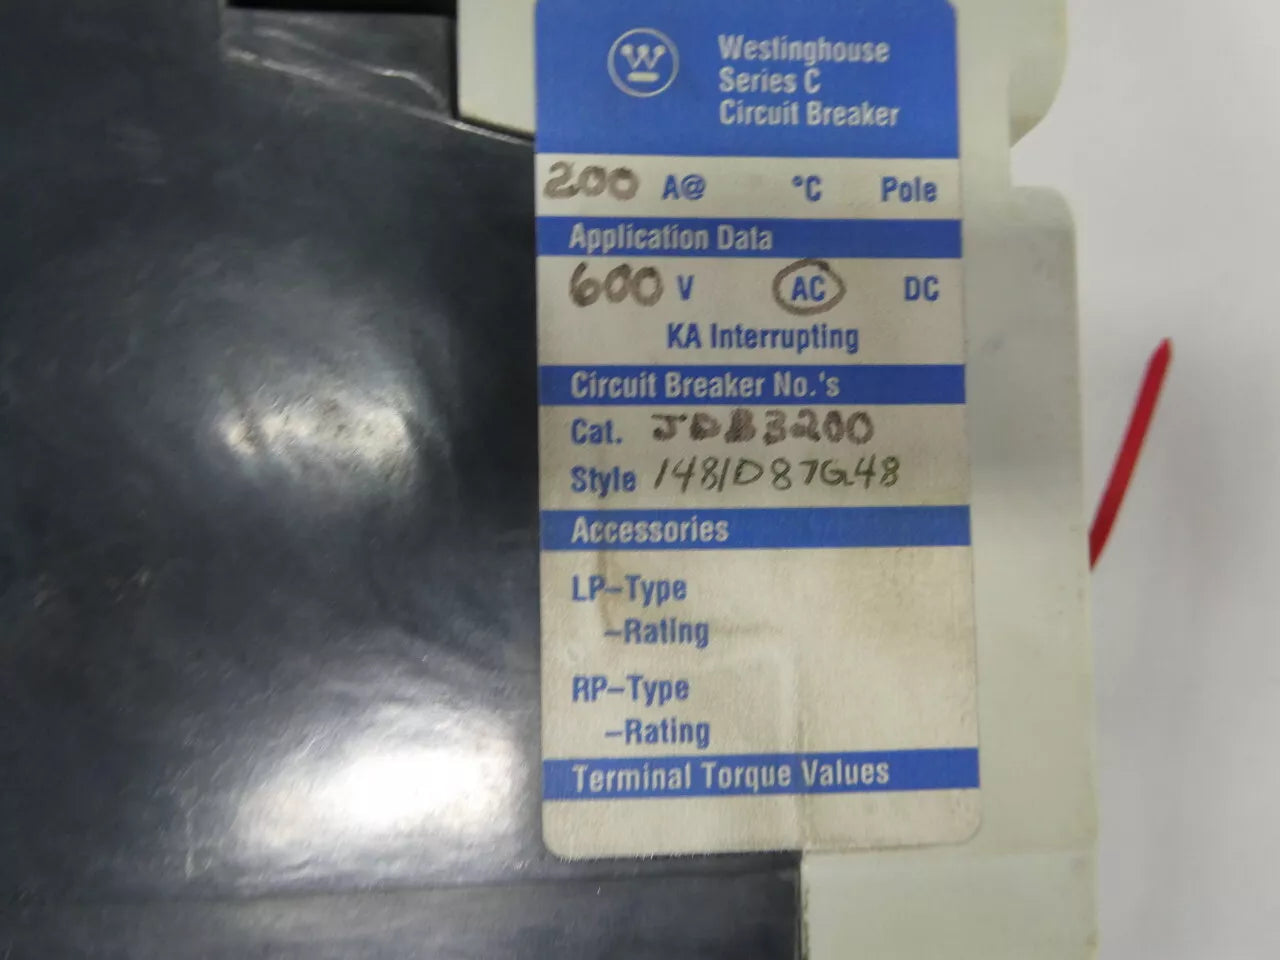 W
Westinghouse
Series C
Circuit Breaker
200 A@ °C Pole
Application Data
600 V AC DC
KA Interrupting
Circuit Breaker No.'s
Cat. JDB3200
Style 1481D87G48
Accessories
LP-Type
-Rating
RP-Type
-Rating
Terminal Torque Values